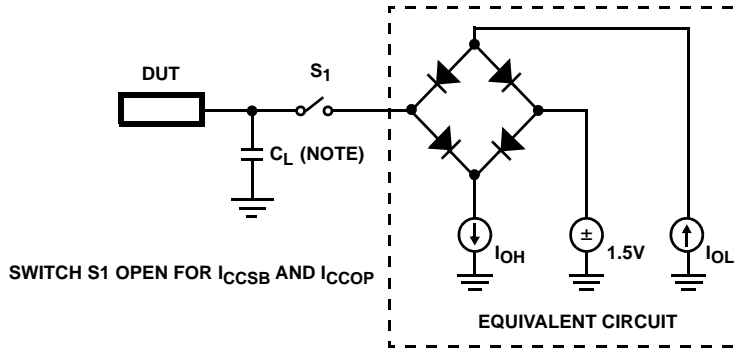 DUT
S1
CL (NOTE)
IOH
±
1.5V
IOL
SWITCH S1 OPEN FOR ICCSB AND ICCOP
EQUIVALENT CIRCUIT